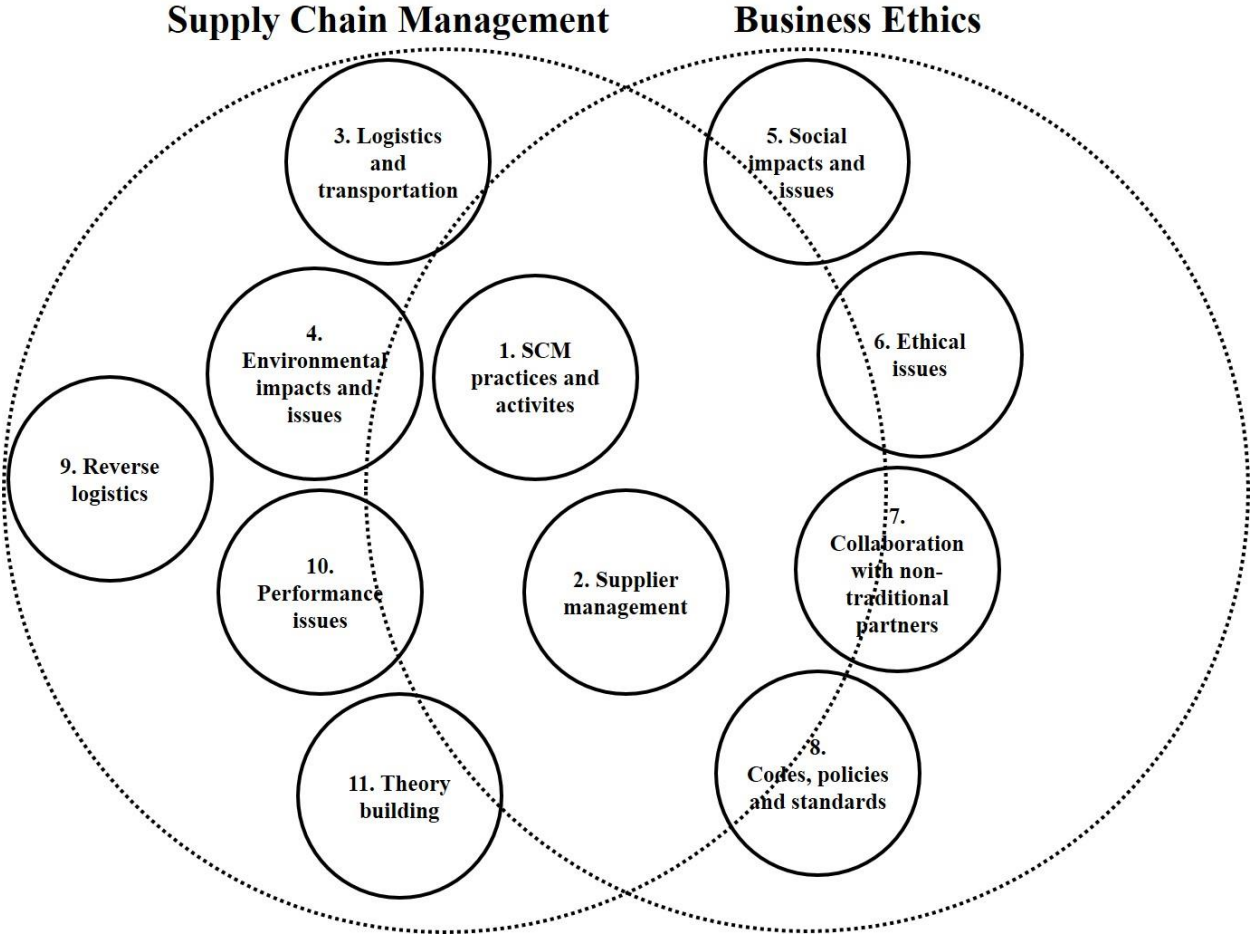 Supply Chain Management
Business Ethics
3. Logistics
and
transportation
5. Social
impacts and
issues
4.
Environmental
impacts and
issues
1. SCM
practices and
activites
6. Ethical
issues
9. Reverse
logistics
10.
Performance
issues
2. Supplier
management
7.
Collaboration
with non-
traditional
partners
11. Theory
building
8.
Codes, policies
and standards